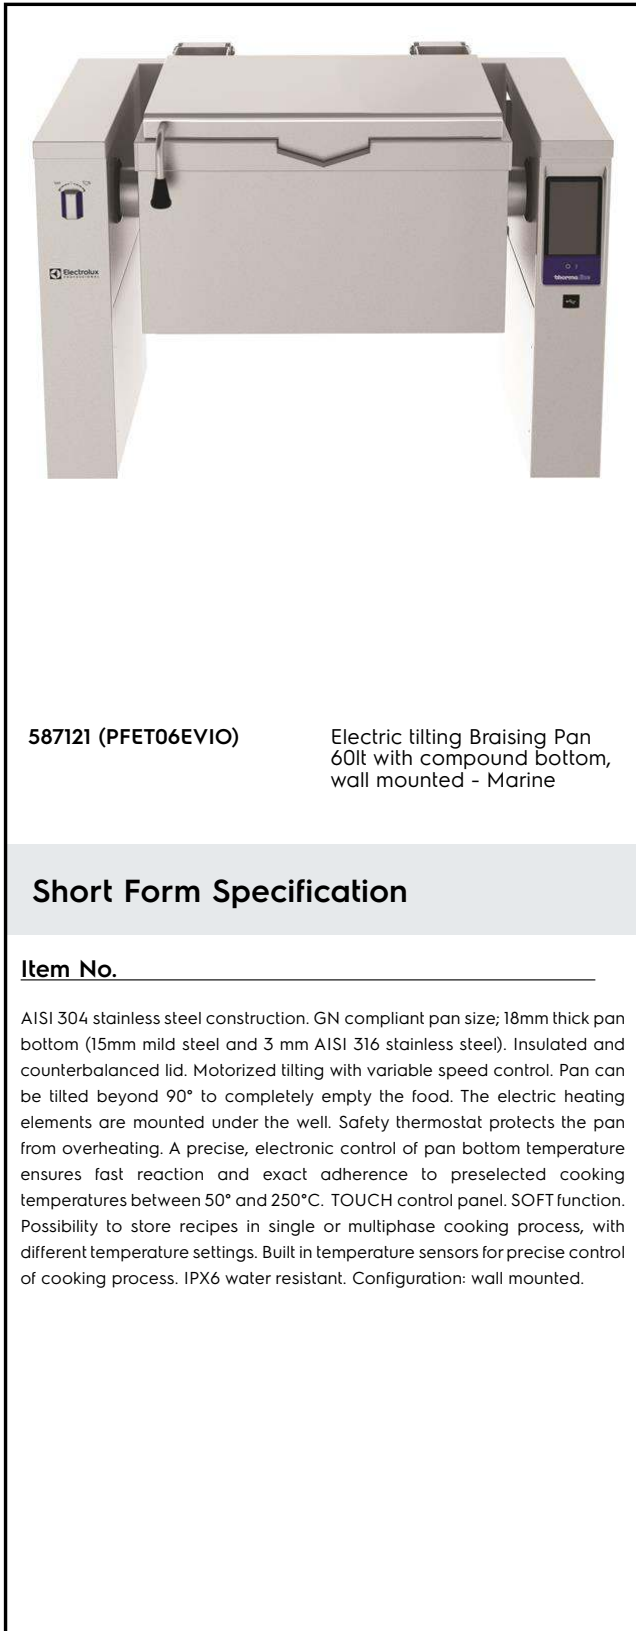 Electrolux
PROFESSIONAL
thermaline
587121 (PFET06EVIO)
Electric tilting Braising Pan
60lt with compound bottom,
wall mounted - Marine
Short Form Specification
Item No.
AISI 304 stainless steel construction. GN compliant pan size; 18mm thick pan
bottom (15mm mild steel and 3 mm AISI 316 stainless steel). Insulated and
counterbalanced lid. Motorized tilting with variable speed control. Pan can
be tilted beyond 90° to completely empty the food. The electric heating
elements are mounted under the well. Safety thermostat protects the pan
from overheating. A precise, electronic control of pan bottom temperature
ensures fast reaction and exact adherence to preselected cooking
temperatures between 50° and 250°C. TOUCH control panel. SOFT function.
Possibility to store recipes in single or multiphase cooking process, with
different temperature settings. Built in temperature sensors for precise control
of cooking process. IPX6 water resistant. Configuration: wall mounted.